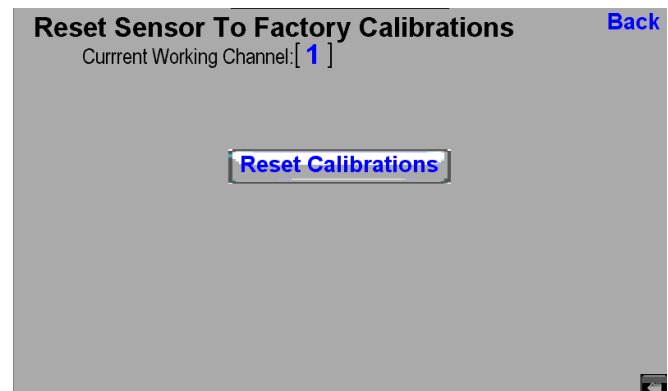 Reset Sensor To Factory Calibrations
Back
Currrent Working Channel:[ 1 ]
Reset Calibrations